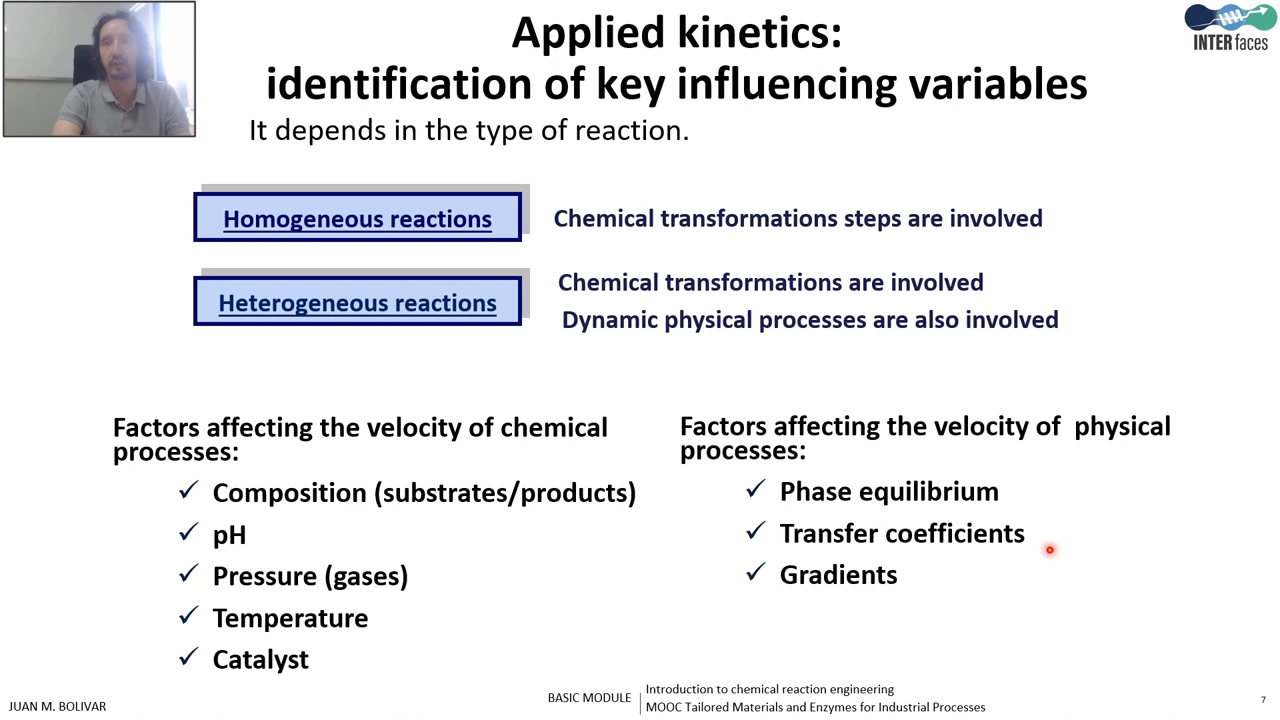 Applied kinetics:
identification of key influencing variables
INTERfaces
It depends in the type of reaction.
Homogeneous reactions
Chemical transformations steps are involved
Heterogeneous reactions
Chemical transformations are involved
Dynamic physical processes are also involved
Factors affecting the velocity of chemical
processes:
✓ Composition (substrates/products)
✓ pH
✓ Pressure (gases)
✓ Temperature
✓ Catalyst
Factors affecting the velocity of physical
processes:
✓ Phase equilibrium
✓ Transfer coefficients
✓ Gradients
JUAN M. BOLIVAR
BASIC MODULE
Introduction to chemical reaction engineering
MOOC Tailored Materials and Enzymes for Industrial Processes
7